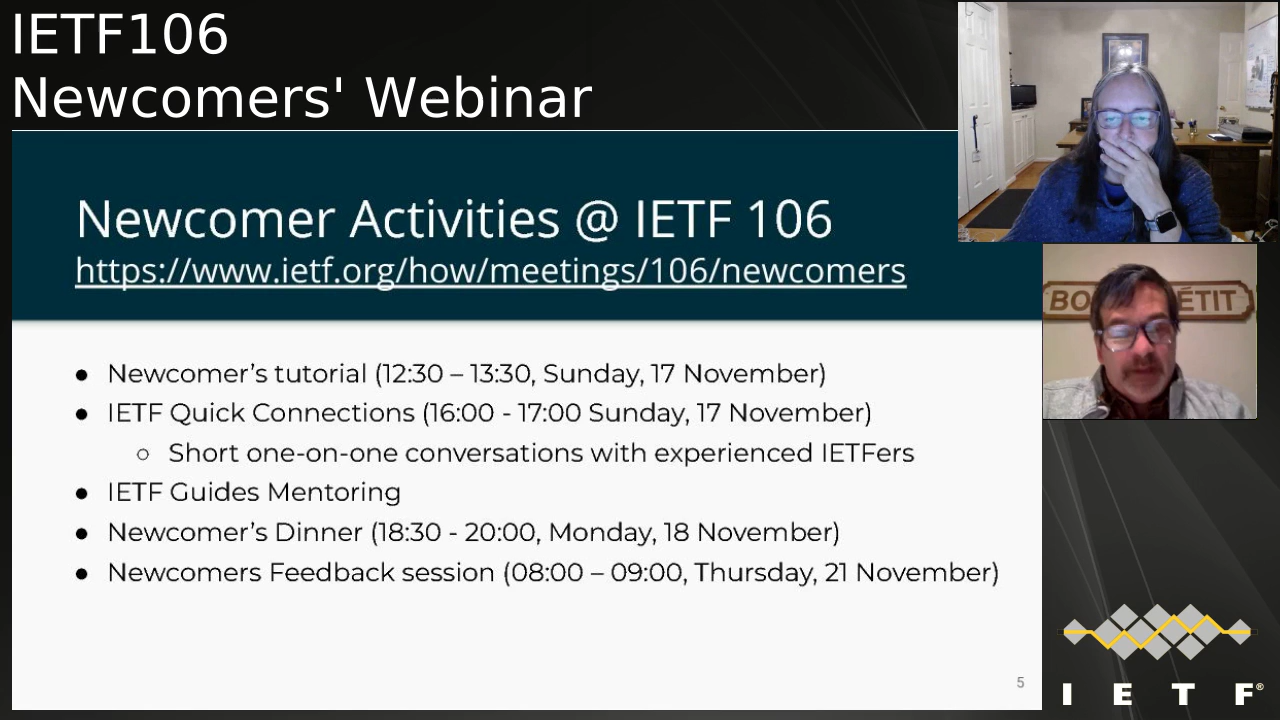 IETF106
Newcomers' Webinar
Newcomer Activities @ IETF 106
https://www.ietf.org/how/meetings/106/newcomers
● Newcomer’s tutorial (12:30 – 13:30, Sunday, 17 November)
● IETF Quick Connections (16:00 - 17:00 Sunday, 17 November)
○ Short one-on-one conversations with experienced IETFers
● IETF Guides Mentoring
● Newcomer’s Dinner (18:30 - 20:00, Monday, 18 November)
● Newcomers Feedback session (08:00 – 09:00, Thursday, 21 November)
5
BO ÉTIT
I E T F®